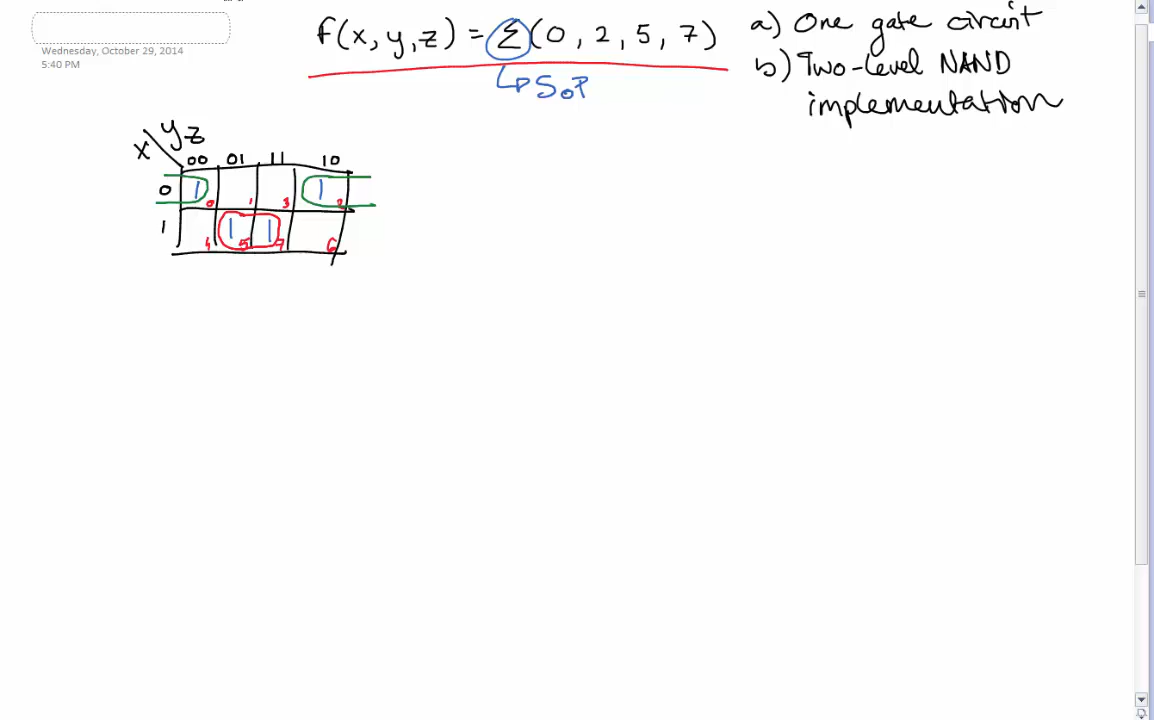 f(x, y, z) = Σ(0, 2, 5, 7)
↳ SoP
a) One gate circuit
b) Two-level NAND
implementation
Wednesday, October 29, 2014
5:40 PM
x \ yz
00 01 11 10
0 1 0 1 3 1 2
1 4 1 5 1 7 6